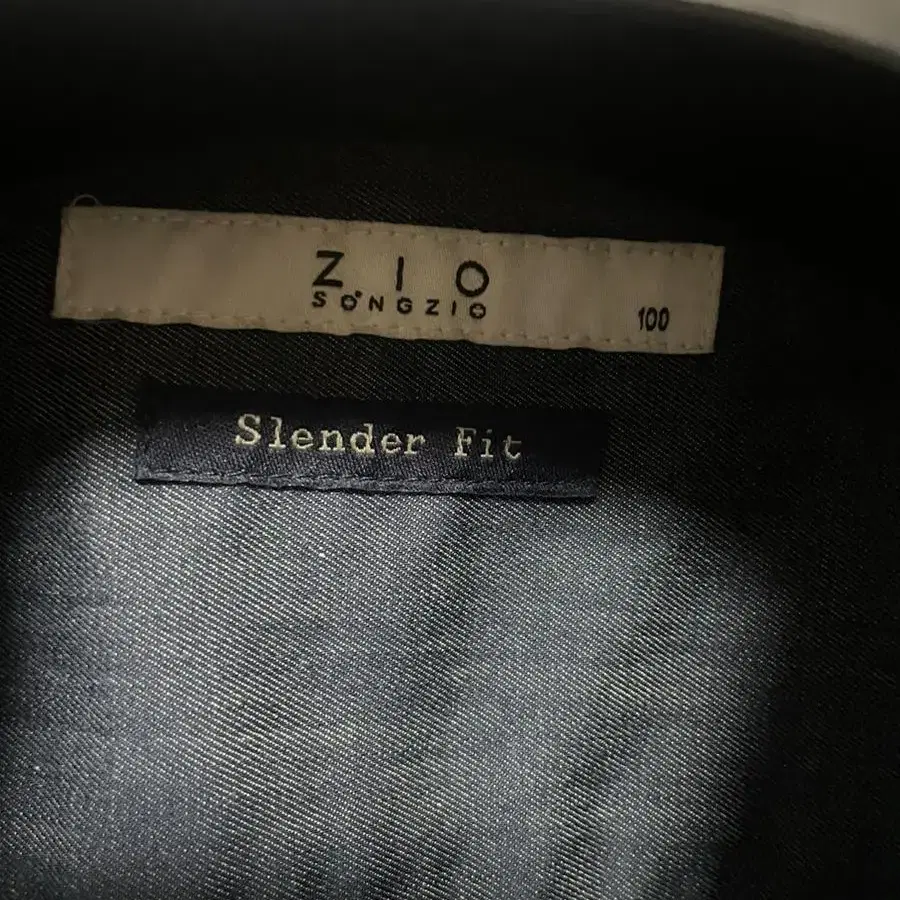 ZIO
SONGZIO
100
Slender Fit